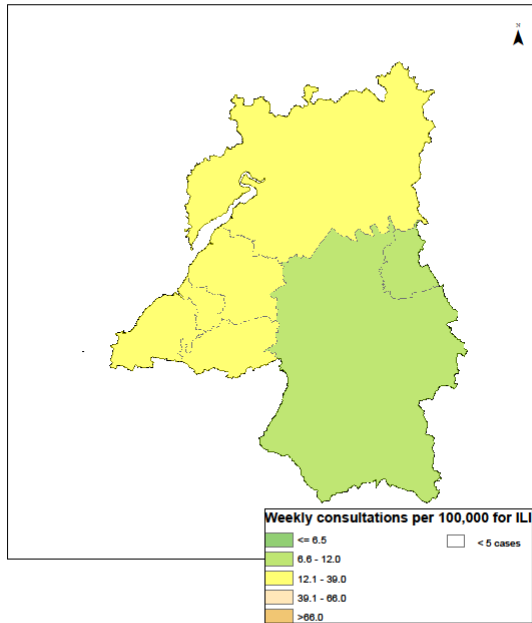 N
Weekly consultations per 100,000 for ILI
<= 6.5
< 5 cases
6.6 - 12.0
12.1 - 39.0
39.1 - 66.0
>66.0